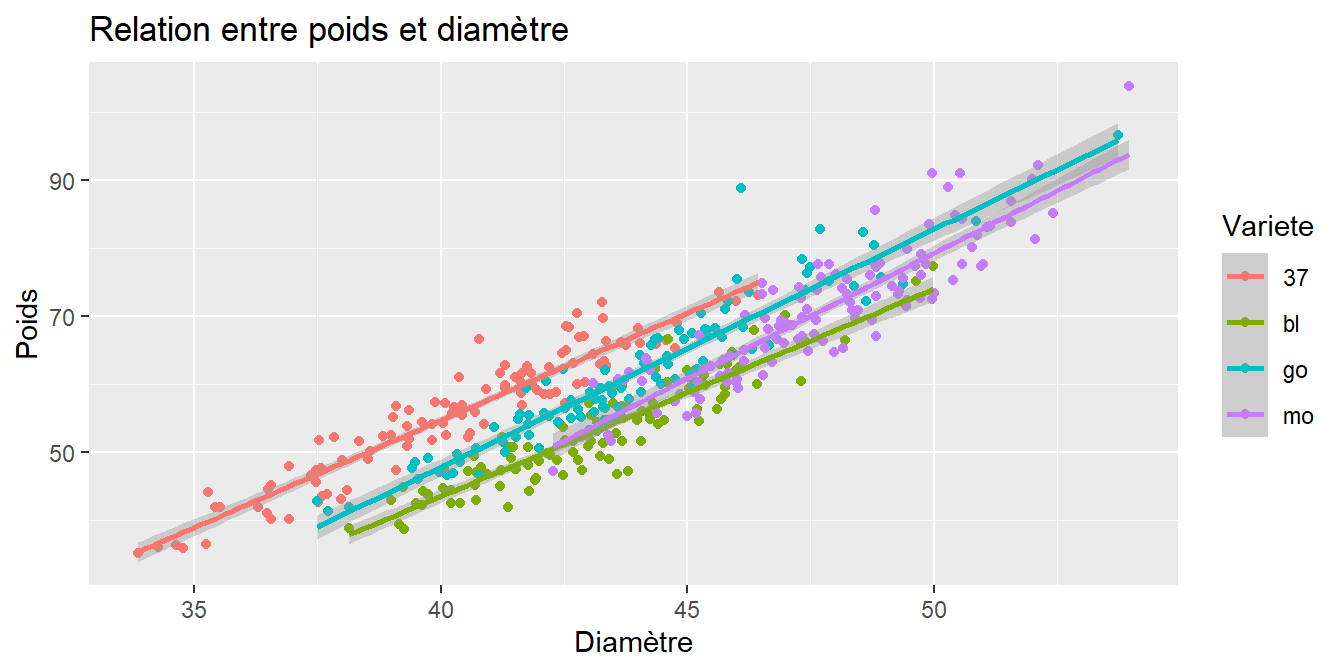 Relation entre poids et diamètre
90
70
50
Poids
35 40 45 50
Diamètre
Variete
37
bl
go
mo